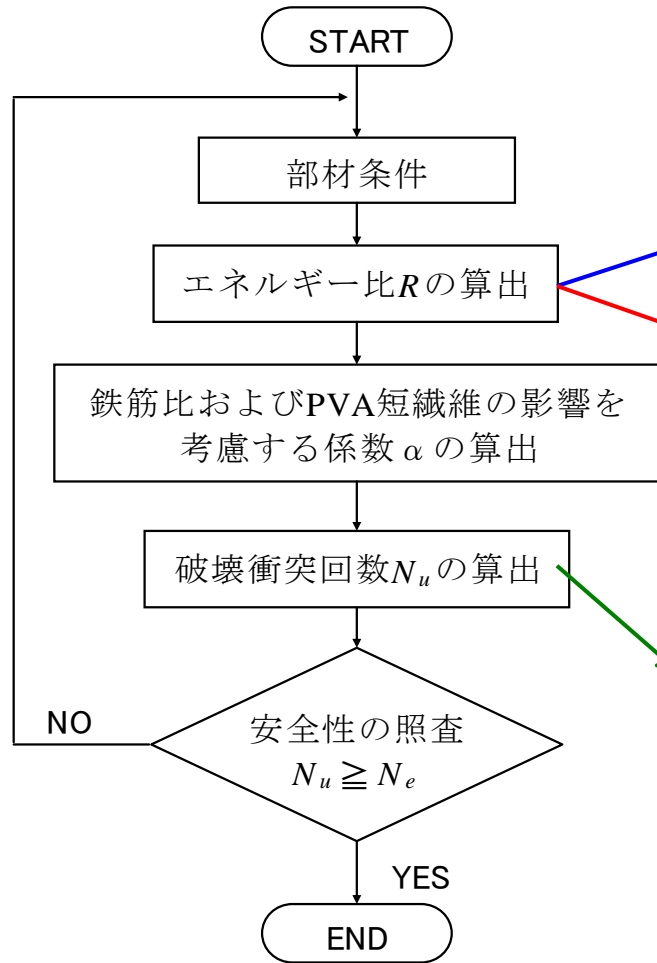 START
部材条件
エネルギー比Rの算出
鉄筋比およびPVA短繊維の影響を
考慮する係数αの算出
破壊衝突回数Nuの算出
安全性の照査
Nu≧Ne
NO
YES
END